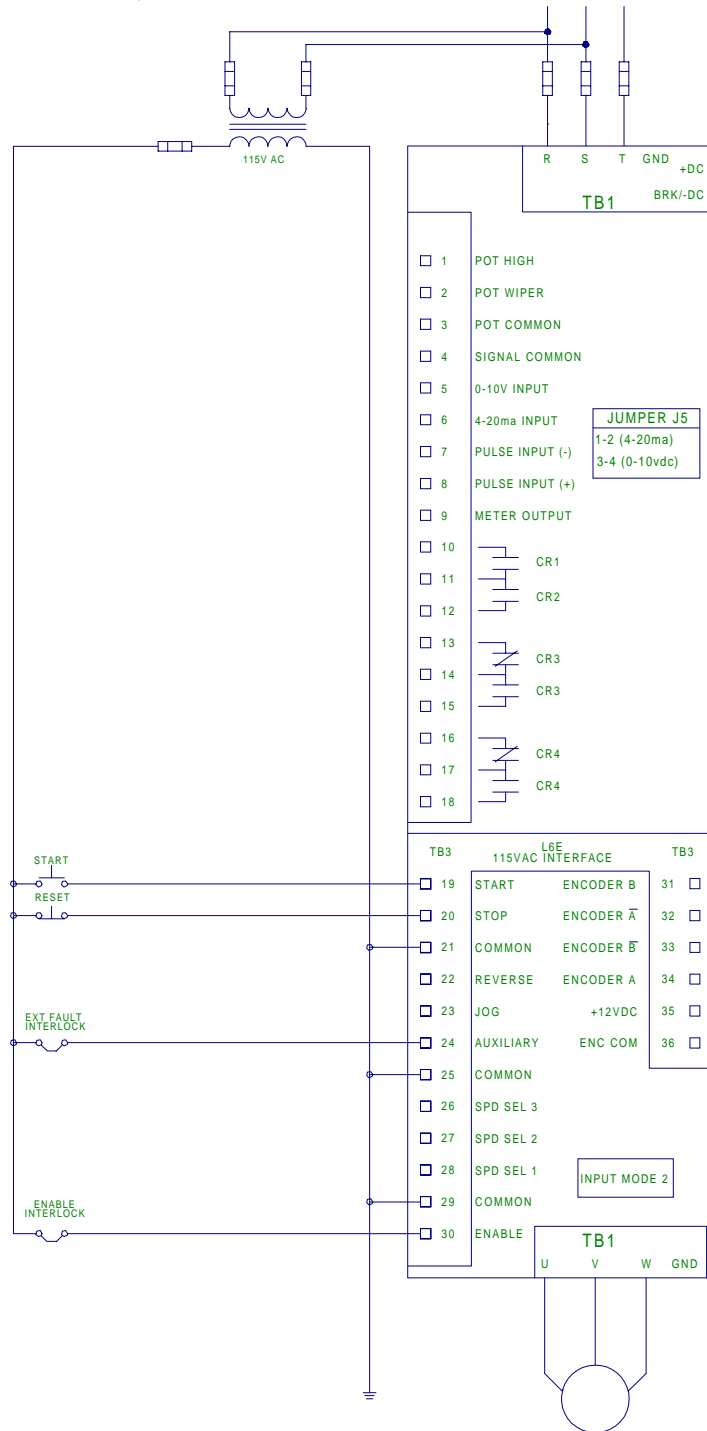 115V AC
R S T GND
+DC
BRK/-DC
TB1
1 POT HIGH
2 POT WIPER
3 POT COMMON
4 SIGNAL COMMON
5 0-10V INPUT
6 4-20ma INPUT
7 PULSE INPUT (-)
8 PULSE INPUT (+)
9 METER OUTPUT
JUMPER J5
1-2 (4-20ma)
3-4 (0-10vdc)
10
CR1
11
CR2
12
13
CR3
14
CR3
15
16
CR4
17
CR4
18
TB3
L6E
115VAC INTERFACE
TB3
START
19 START ENCODER B 31
RESET
20 STOP ENCODER A̅ 32
21 COMMON ENCODER B̅ 33
22 REVERSE ENCODER A 34
23 JOG +12VDC 35
EXT FAULT
INTERLOCK
24 AUXILIARY ENC COM 36
25 COMMON
26 SPD SEL 3
27 SPD SEL 2
28 SPD SEL 1
INPUT MODE 2
29 COMMON
ENABLE
INTERLOCK
30 ENABLE
TB1
U V W GND